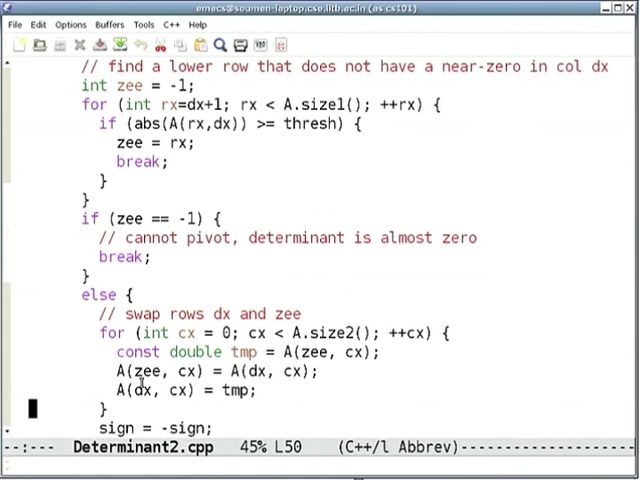 emacs@soumen-laptop.cse.iitb.ac.in (as cs101)
File Edit Options Buffers Tools C++ Help
// find a lower row that does not have a near-zero in col dx
int zee = -1;
for (int rx=dx+1; rx < A.size1(); ++rx) {
if (abs(A(rx,dx)) >= thresh) {
zee = rx;
break;
}
}
if (zee == -1) {
// cannot pivot, determinant is almost zero
break;
}
else {
// swap rows dx and zee
for (int cx = 0; cx < A.size2(); ++cx) {
const double tmp = A(zee, cx);
A(zee, cx) = A(dx, cx);
A(dx, cx) = tmp;
}
sign = -sign;
--:--- Determinant2.cpp 45% L50 (C++/l Abbrev)--------------------